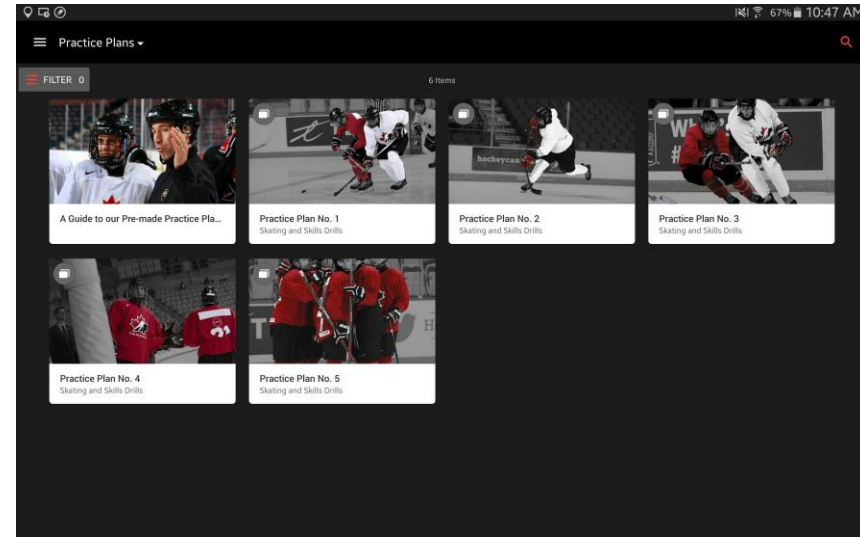 67% 10:47 AM
Practice Plans
FILTER 0
6 Items
A Guide to our Pre-made Practice Pla...
Practice Plan No. 1
Skating and Skills Drills
hockeycan
Practice Plan No. 2
Skating and Skills Drills
Practice Plan No. 3
Skating and Skills Drills
Practice Plan No. 4
Skating and Skills Drills
Practice Plan No. 5
Skating and Skills Drills